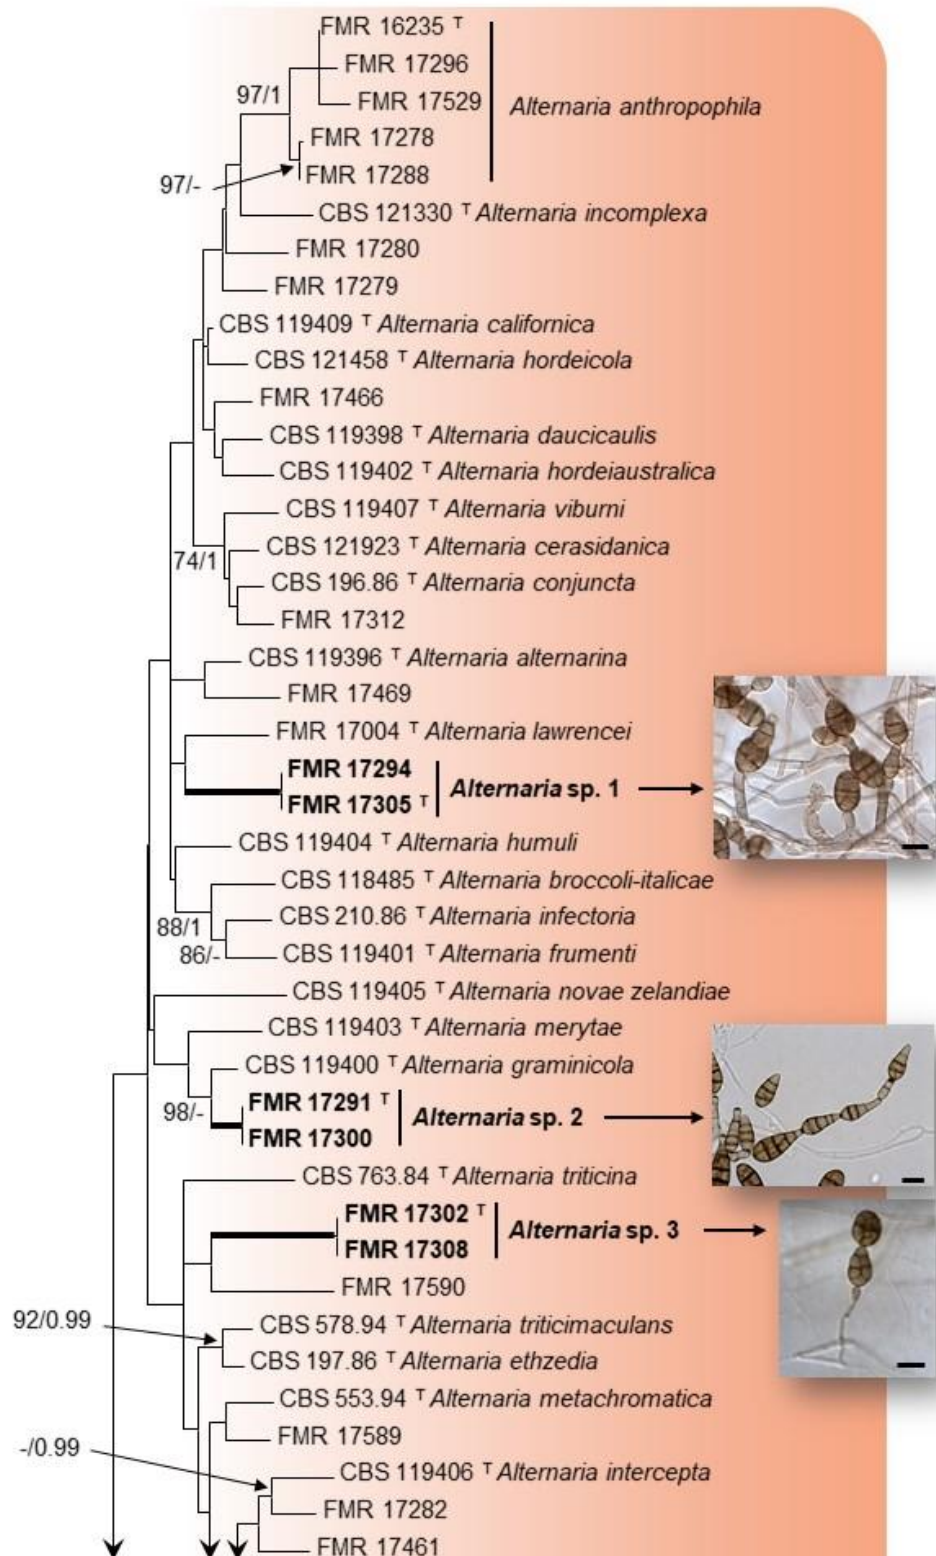 FMR 16235 T
FMR 17296
97/1
FMR 17529
Alternaria anthropophila
FMR 17278
97/-
FMR 17288
CBS 121330 T Alternaria incomplexa
FMR 17280
FMR 17279
CBS 119409 T Alternaria californica
CBS 121458 T Alternaria hordeicola
FMR 17466
CBS 119398 T Alternaria daucicaulis
CBS 119402 T Alternaria hordeiaustralica
CBS 119407 T Alternaria viburni
74/1
CBS 121923 T Alternaria cerasidanica
CBS 196.86 T Alternaria conjuncta
FMR 17312
CBS 119396 T Alternaria alternarina
FMR 17469
FMR 17004 T Alternaria lawrencei
FMR 17294
FMR 17305 T
Alternaria sp. 1
CBS 119404 T Alternaria humuli
CBS 118485 T Alternaria broccoli-italicae
88/1
CBS 210.86 T Alternaria infectoria
86/-
CBS 119401 T Alternaria frumenti
CBS 119405 T Alternaria novae zelandiae
CBS 119403 T Alternaria merytae
CBS 119400 T Alternaria graminicola
98/-
FMR 17291 T
FMR 17300
Alternaria sp. 2
CBS 763.84 T Alternaria triticina
FMR 17302 T
FMR 17308
Alternaria sp. 3
FMR 17590
92/0.99
CBS 578.94 T Alternaria triticimaculans
CBS 197.86 T Alternaria ethzedia
CBS 553.94 T Alternaria metachromatica
FMR 17589
-/0.99
CBS 119406 T Alternaria intercepta
FMR 17282
FMR 17461